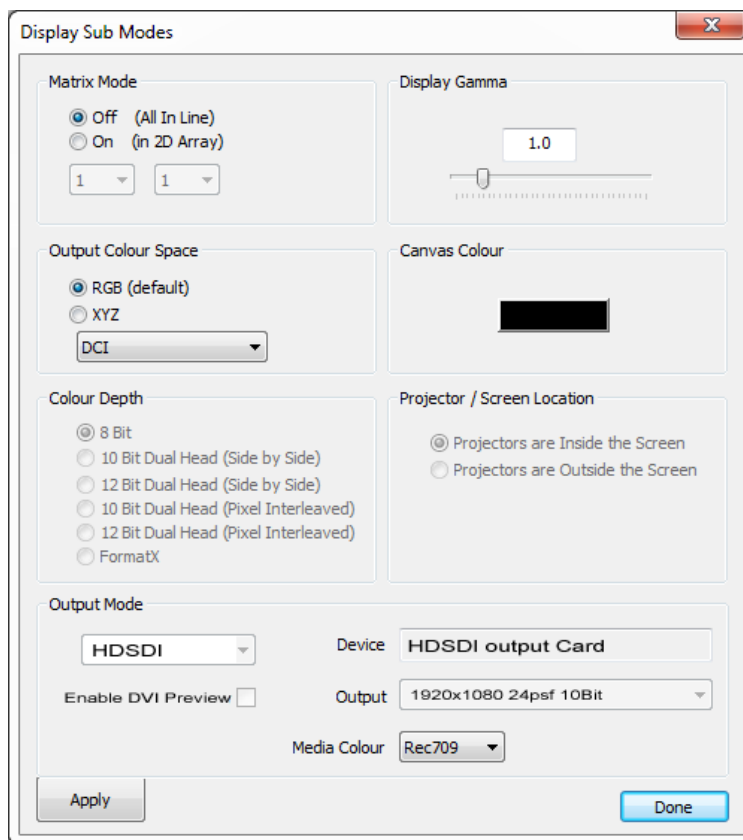 Display Sub Modes
Matrix Mode
Off (All In Line)
On (in 2D Array)
1 1
Display Gamma
1.0
Output Colour Space
RGB (default)
XYZ
DCI
Canvas Colour
Colour Depth
8 Bit
10 Bit Dual Head (Side by Side)
12 Bit Dual Head (Side by Side)
10 Bit Dual Head (Pixel Interleaved)
12 Bit Dual Head (Pixel Interleaved)
FormatX
Projector / Screen Location
Projectors are Inside the Screen
Projectors are Outside the Screen
Output Mode
HDSDI
Device HDSDI output Card
Enable DVI Preview
Output 1920x1080 24psf 10Bit
Media Colour Rec709
Apply
Done